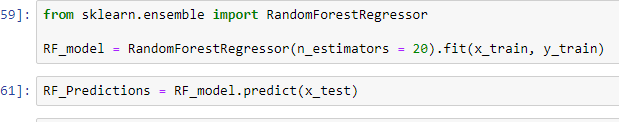 59]: from sklearn.ensemble import RandomForestRegressor
RF_model = RandomForestRegressor(n_estimators = 20).fit(x_train, y_train)
61]: RF_Predictions = RF_model.predict(x_test)